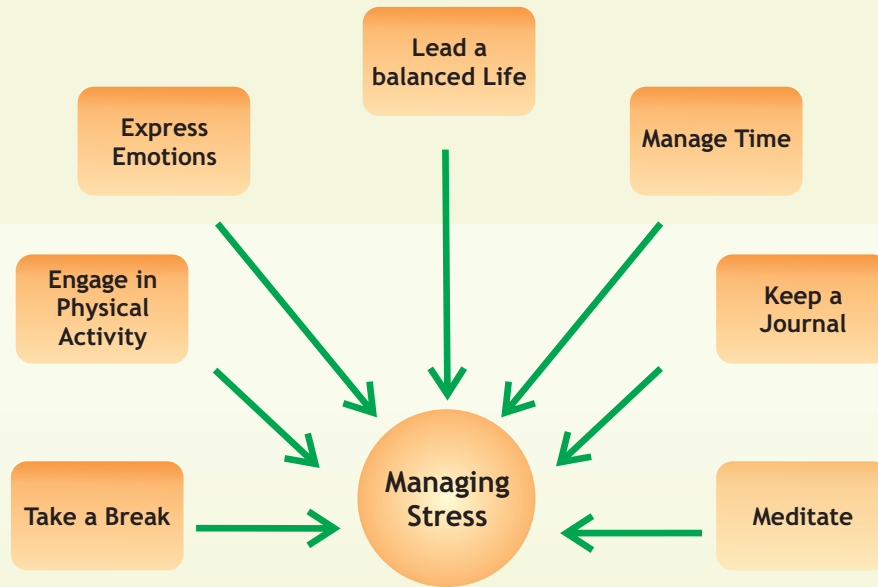 Lead a
balanced Life
Express
Emotions
Manage Time
Engage in
Physical
Activity
Keep a
Journal
Take a Break
Managing
Stress
Meditate